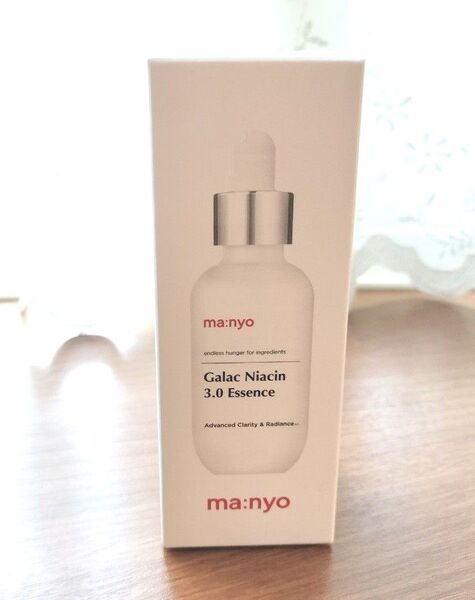 ma:nyo
endless hunger for ingredients
Galac Niacin
3.0 Essence
Advanced Clarity & Radiance
ma:nyo